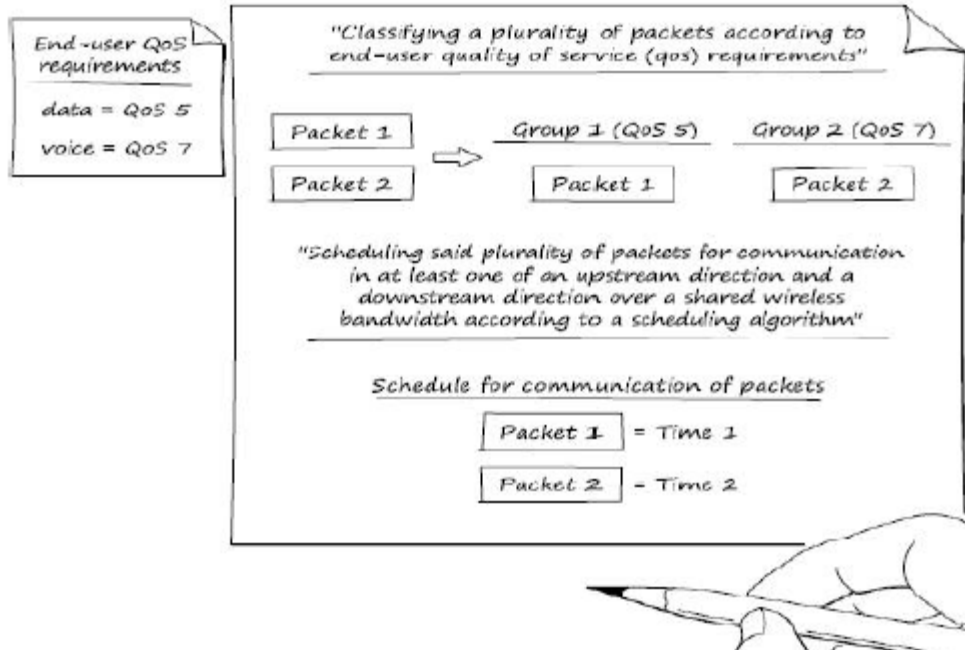 End-user QoS
requirements
data = QoS 5
voice = QoS 7
"Classifying a plurality of packets according to
end-user quality of service (qos) requirements"
Packet 1
Packet 2
Group 1 (QoS 5)
Packet 1
Group 2 (QoS 7)
Packet 2
"Scheduling said plurality of packets for communication
in at least one of an upstream direction and a
downstream direction over a shared wireless
bandwidth according to a scheduling algorithm"
Schedule for communication of packets
Packet 1 = Time 1
Packet 2 - Time 2